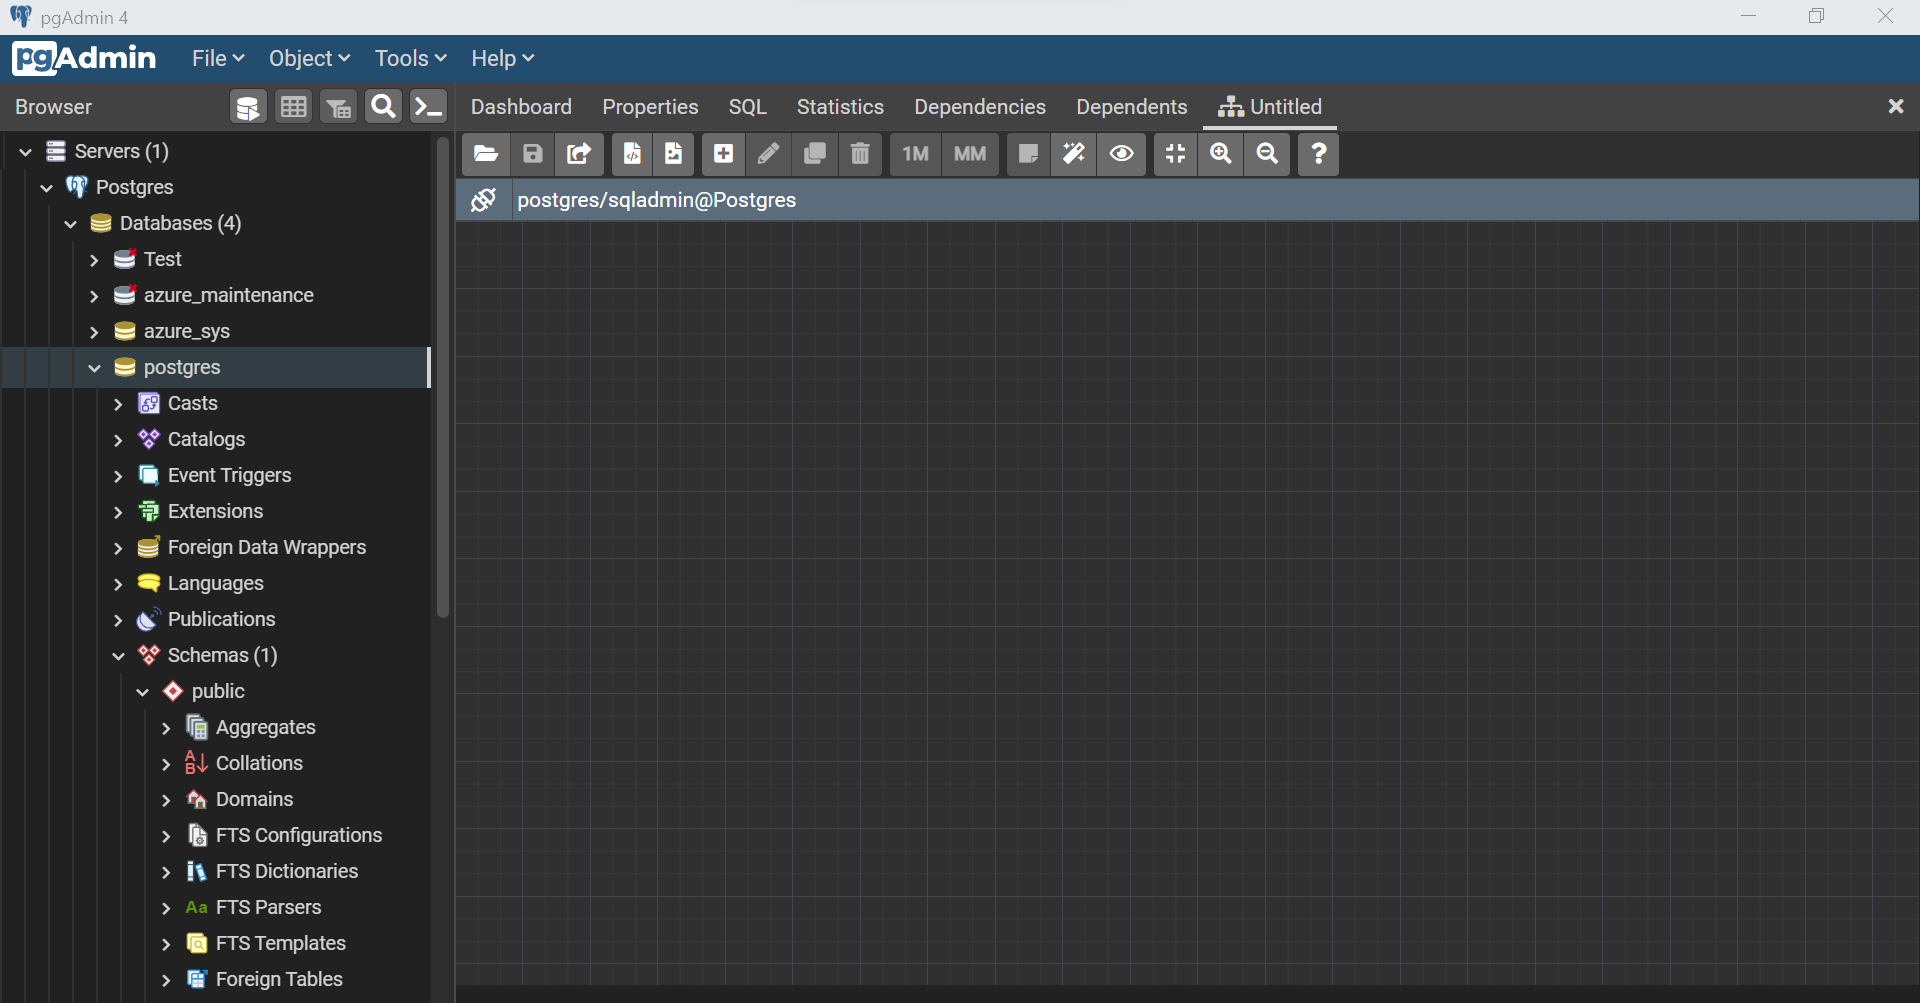 pgAdmin 4
pgAdmin File Object Tools Help
Browser
Dashboard Properties SQL Statistics Dependencies Dependents Untitled
1M MM ?
postgres/sqladmin@Postgres
Servers (1)
Postgres
Databases (4)
Test
azure_maintenance
azure_sys
postgres
Casts
Catalogs
Event Triggers
Extensions
Foreign Data Wrappers
Languages
Publications
Schemas (1)
public
Aggregates
AB Collations
Domains
FTS Configurations
FTS Dictionaries
Aa FTS Parsers
FTS Templates
Foreign Tables